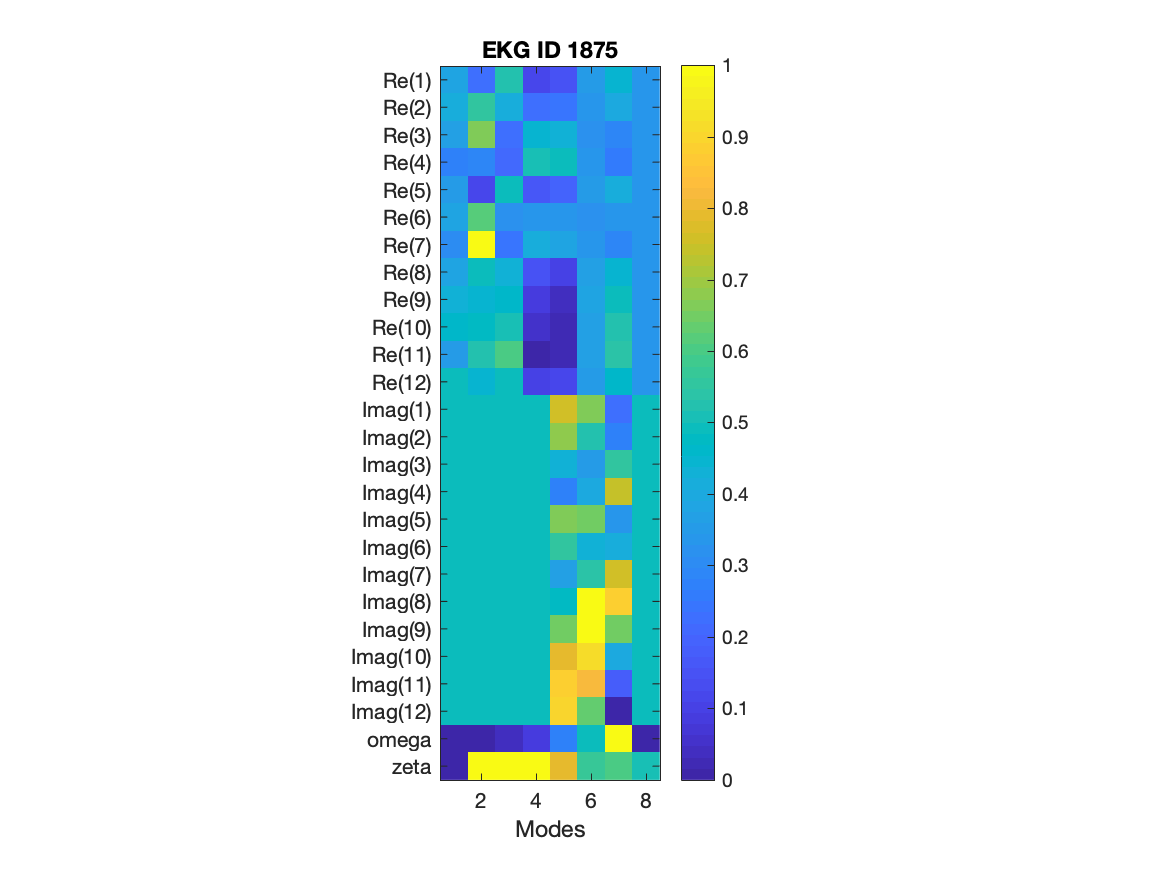 EKG ID 1875
Re(1)
Re(2)
Re(3)
Re(4)
Re(5)
Re(6)
Re(7)
Re(8)
Re(9)
Re(10)
Re(11)
Re(12)
Imag(1)
Imag(2)
Imag(3)
Imag(4)
Imag(5)
Imag(6)
Imag(7)
Imag(8)
Imag(9)
Imag(10)
Imag(11)
Imag(12)
omega
zeta
2 4 6 8
Modes
1
0.9
0.8
0.7
0.6
0.5
0.4
0.3
0.2
0.1
0